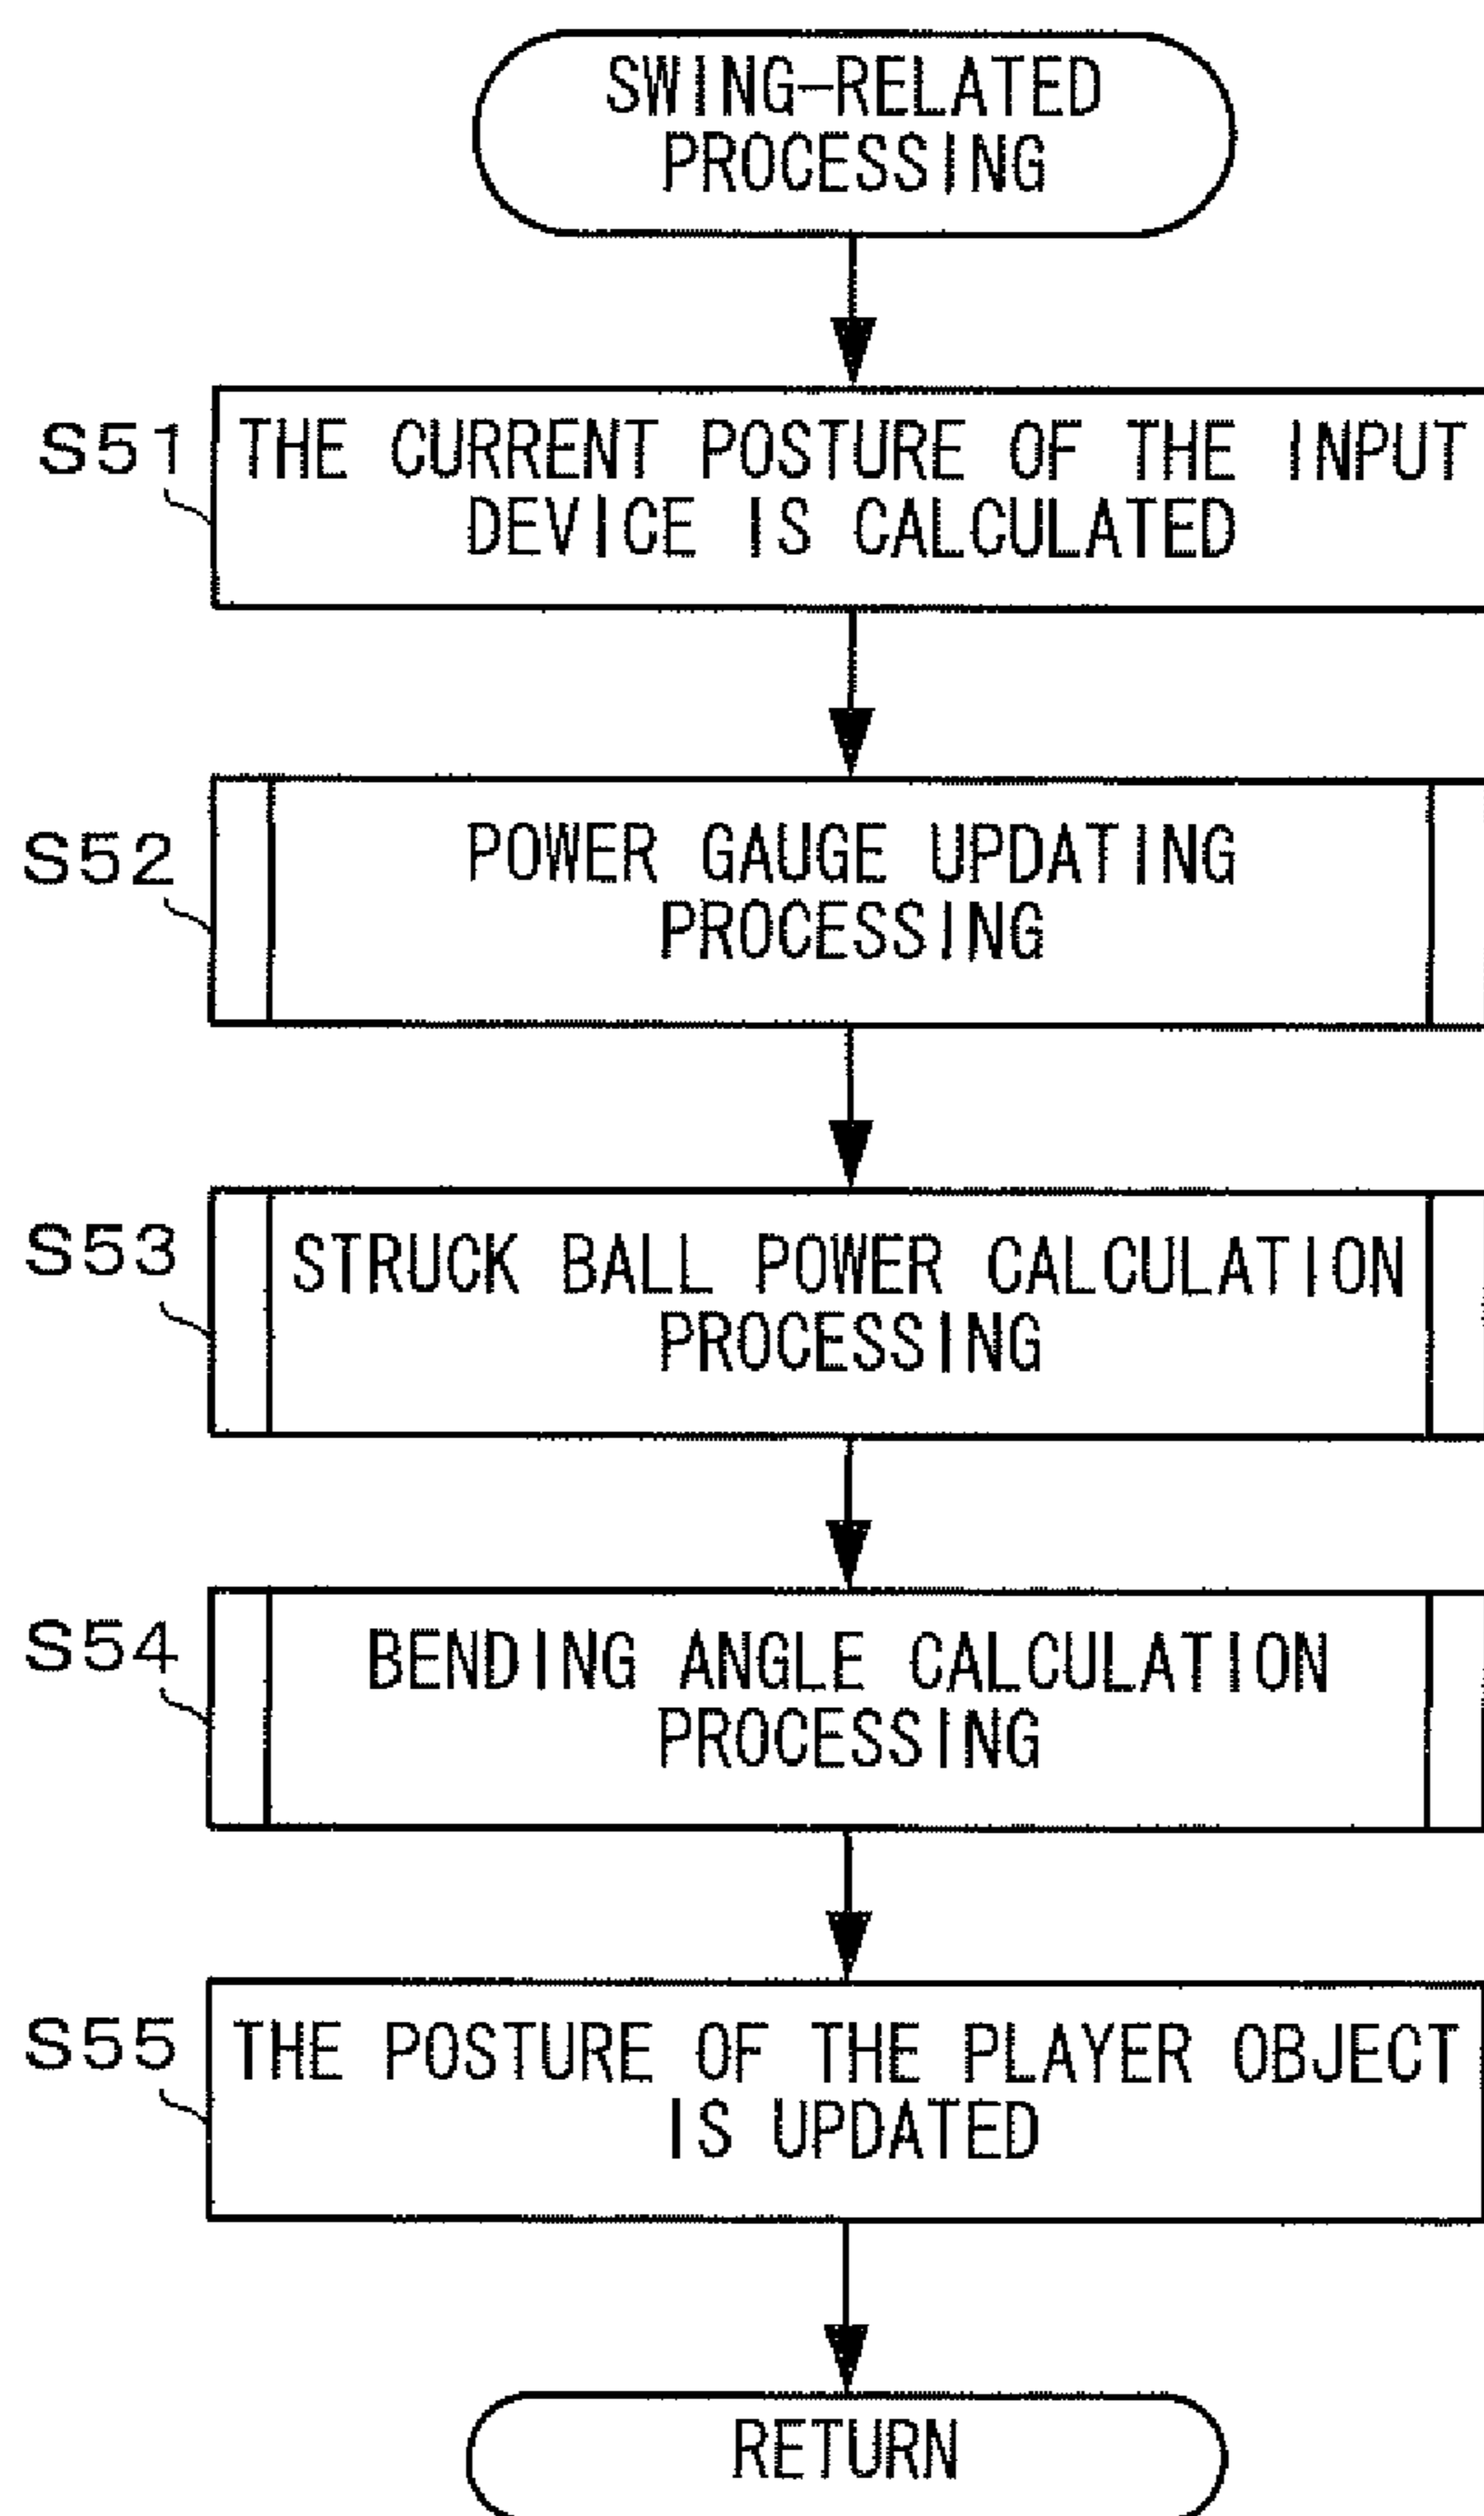 SWING-RELATED
PROCESSING
S51
THE CURRENT POSTURE OF THE INPUT
DEVICE IS CALCULATED
S52
POWER GAUGE UPDATING
PROCESSING
S53
STRUCK BALL POWER CALCULATION
PROCESSING
S54
BENDING ANGLE CALCULATION
PROCESSING
S55
THE POSTURE OF THE PLAYER OBJECT
IS UPDATED
RETURN